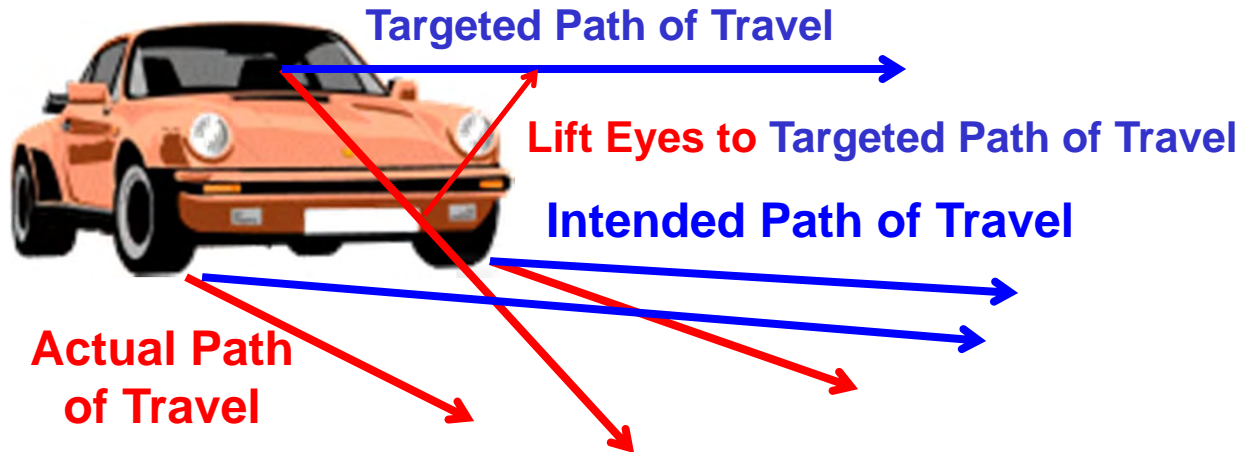 Targeted Path of Travel
Lift Eyes to Targeted Path of Travel
Intended Path of Travel
Actual Path
of Travel